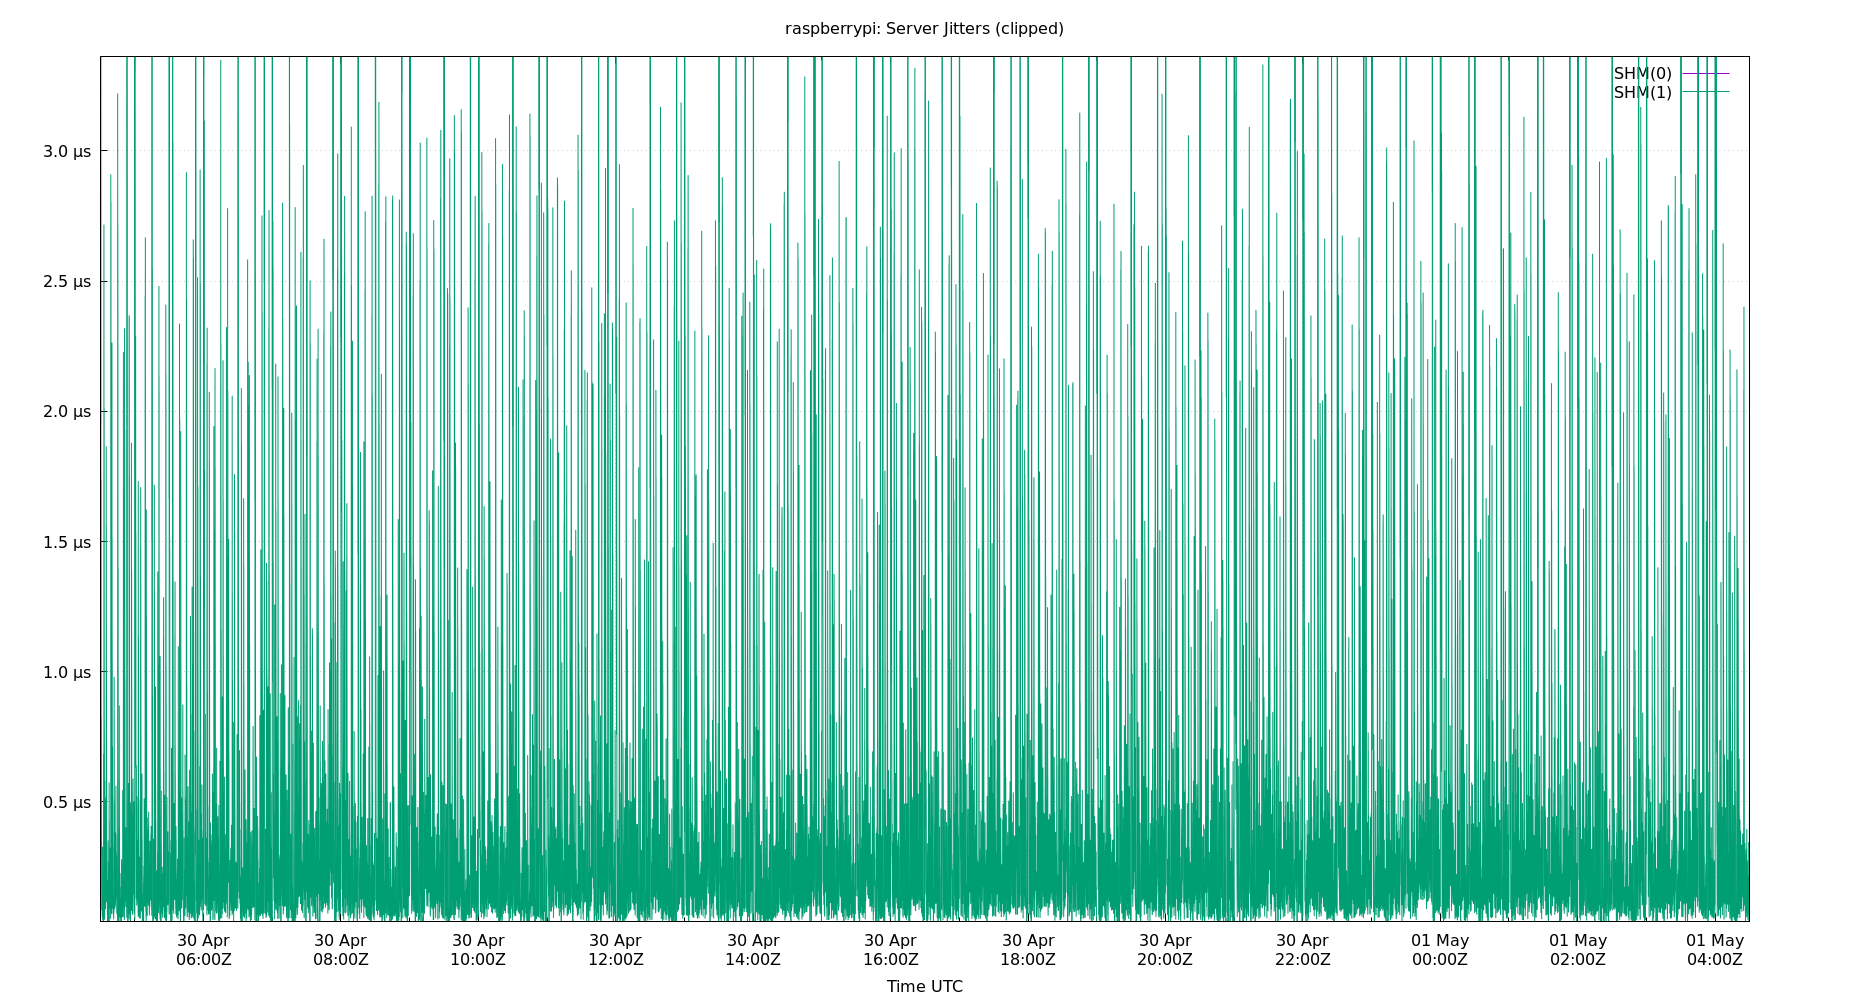 raspberrypi: Server Jitters (clipped)
SHM(0)
SHM(1)
3.0 µs
2.5 µs
2.0 µs
1.5 µs
1.0 µs
0.5 µs
30 Apr 30 Apr 30 Apr 30 Apr 30 Apr 30 Apr 30 Apr 30 Apr 30 Apr 01 May 01 May 01 May
06:00Z 08:00Z 10:00Z 12:00Z 14:00Z 16:00Z 18:00Z 20:00Z 22:00Z 00:00Z 02:00Z 04:00Z
Time UTC